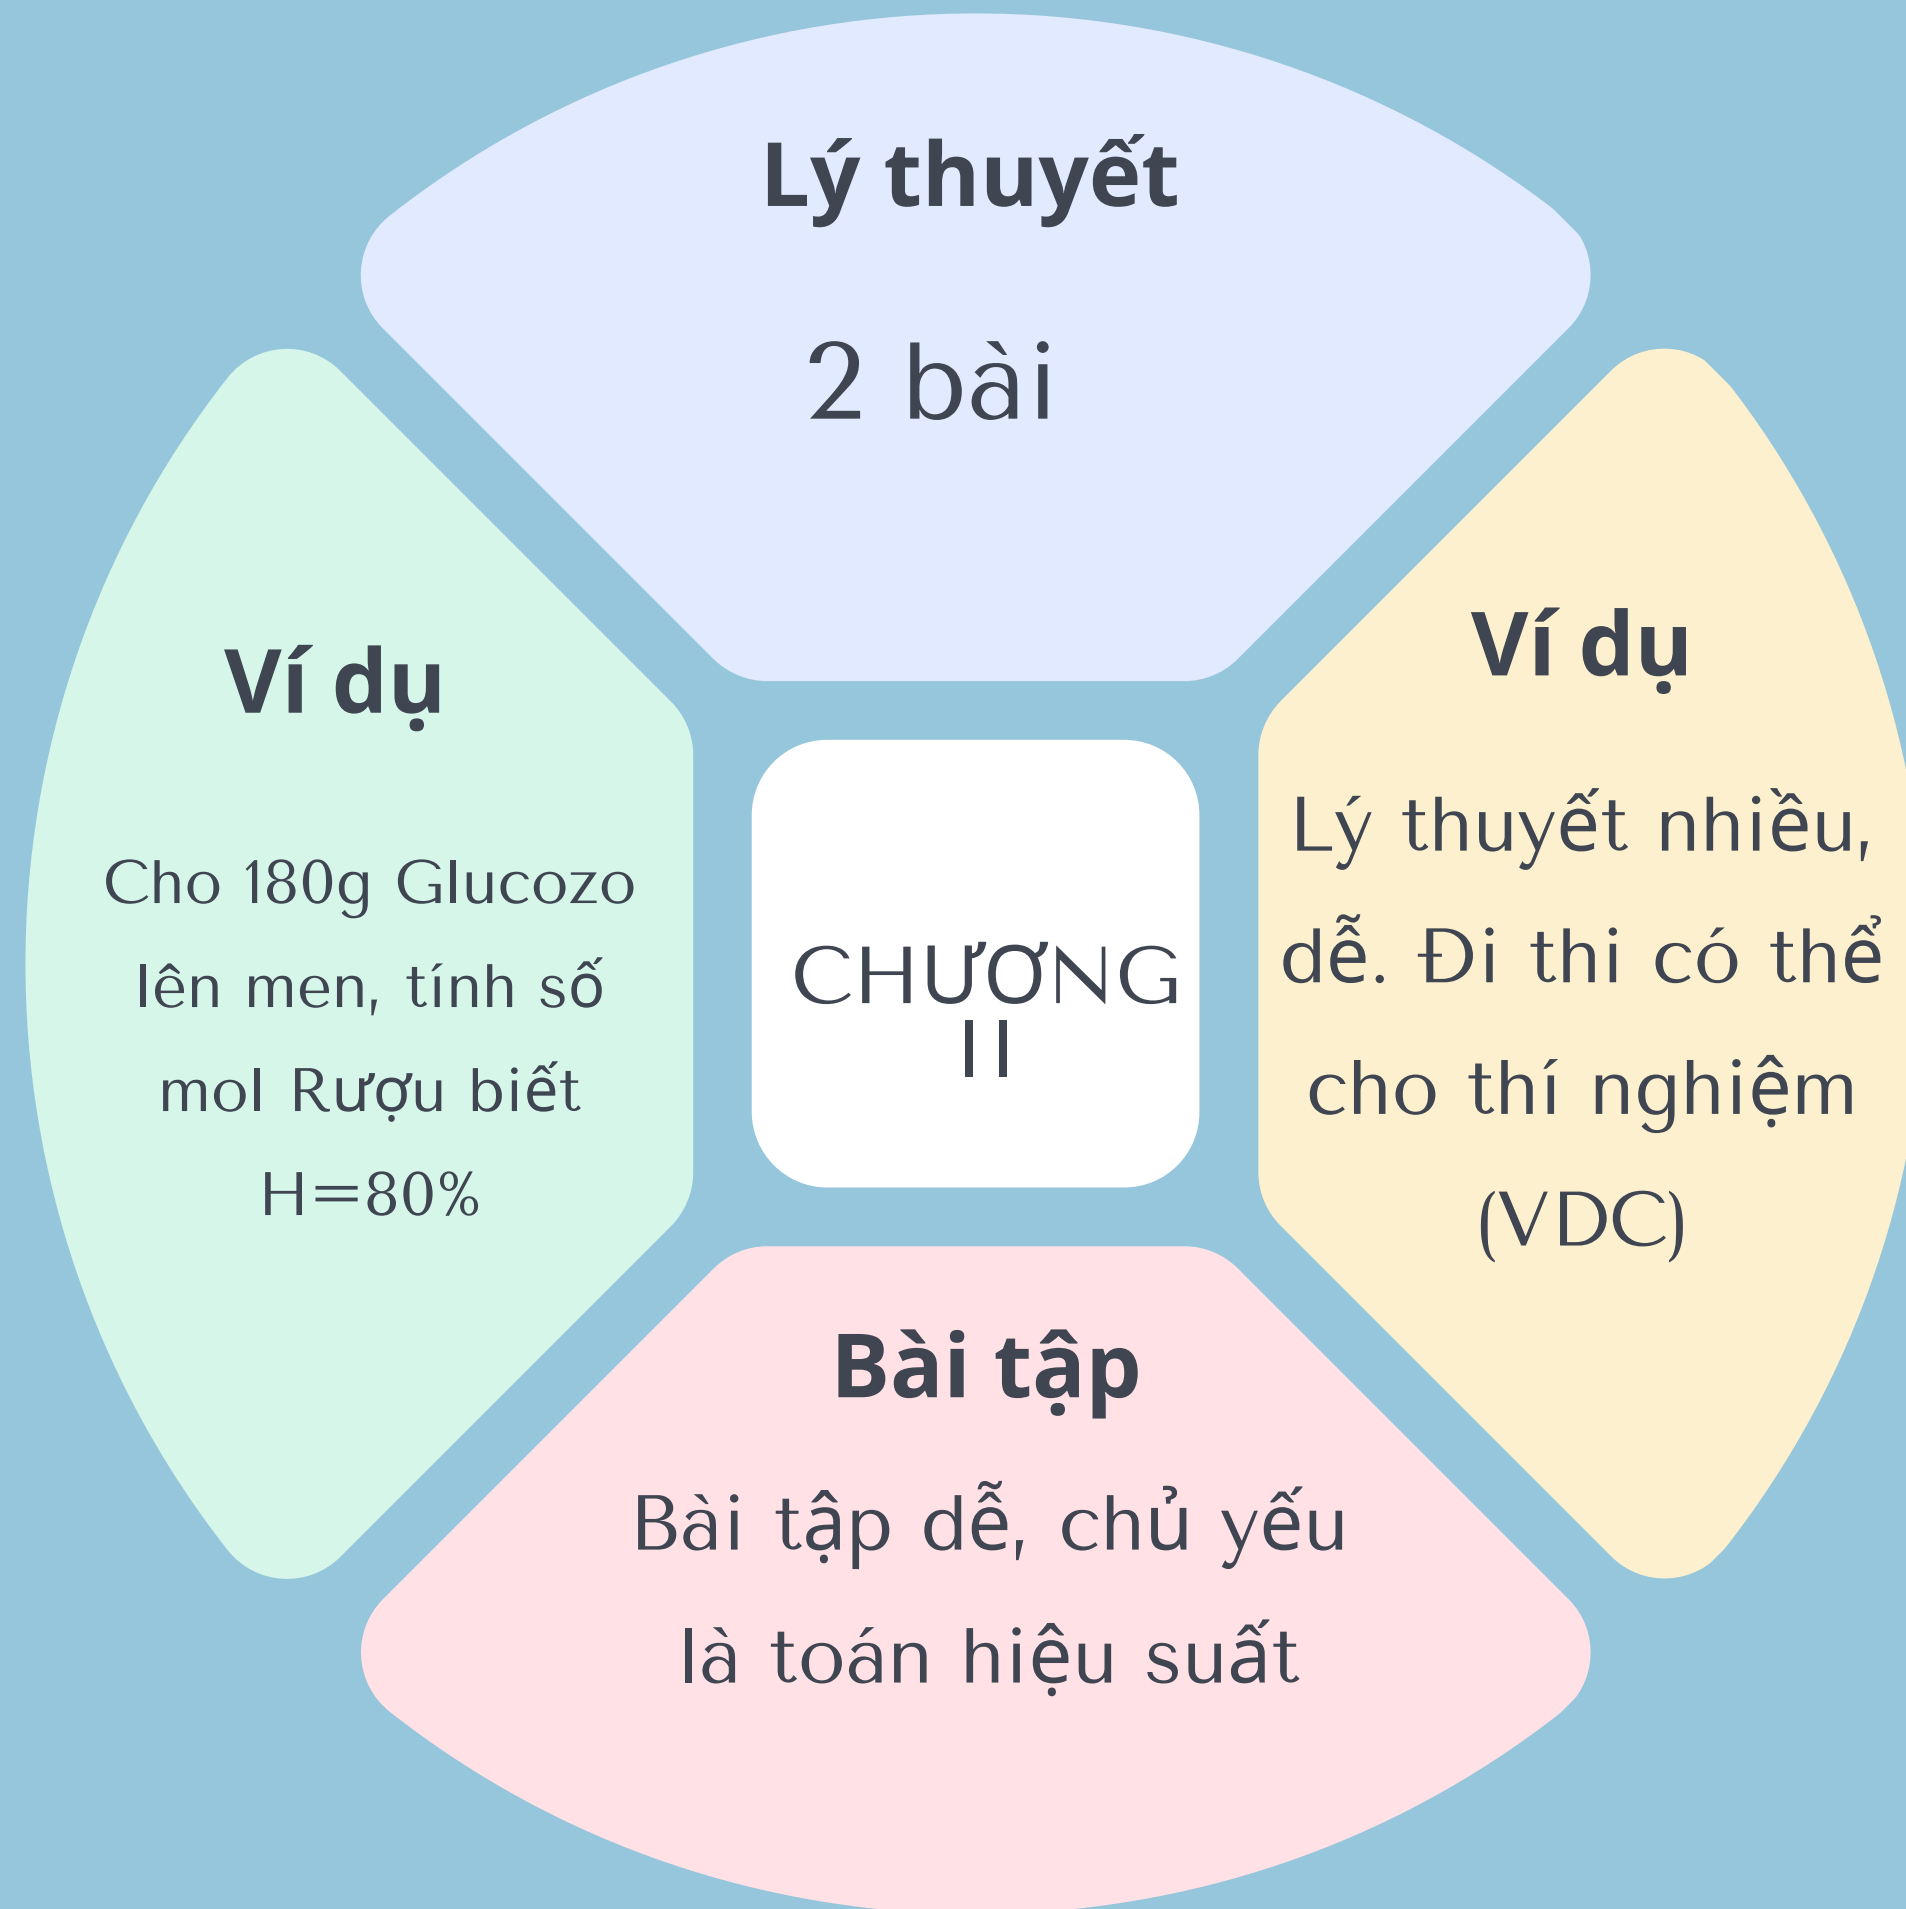 Lý thuyết
2 bài
Ví dụ
Cho 180g Glucozo
lên men, tính số
mol Rượu biết
H=80%
CHƯƠNG
II
Ví dụ
Lý thuyết nhiều,
dễ. Đi thi có thể
cho thí nghiệm
(VDC)
Bài tập
Bài tập dễ, chủ yếu
là toán hiệu suất